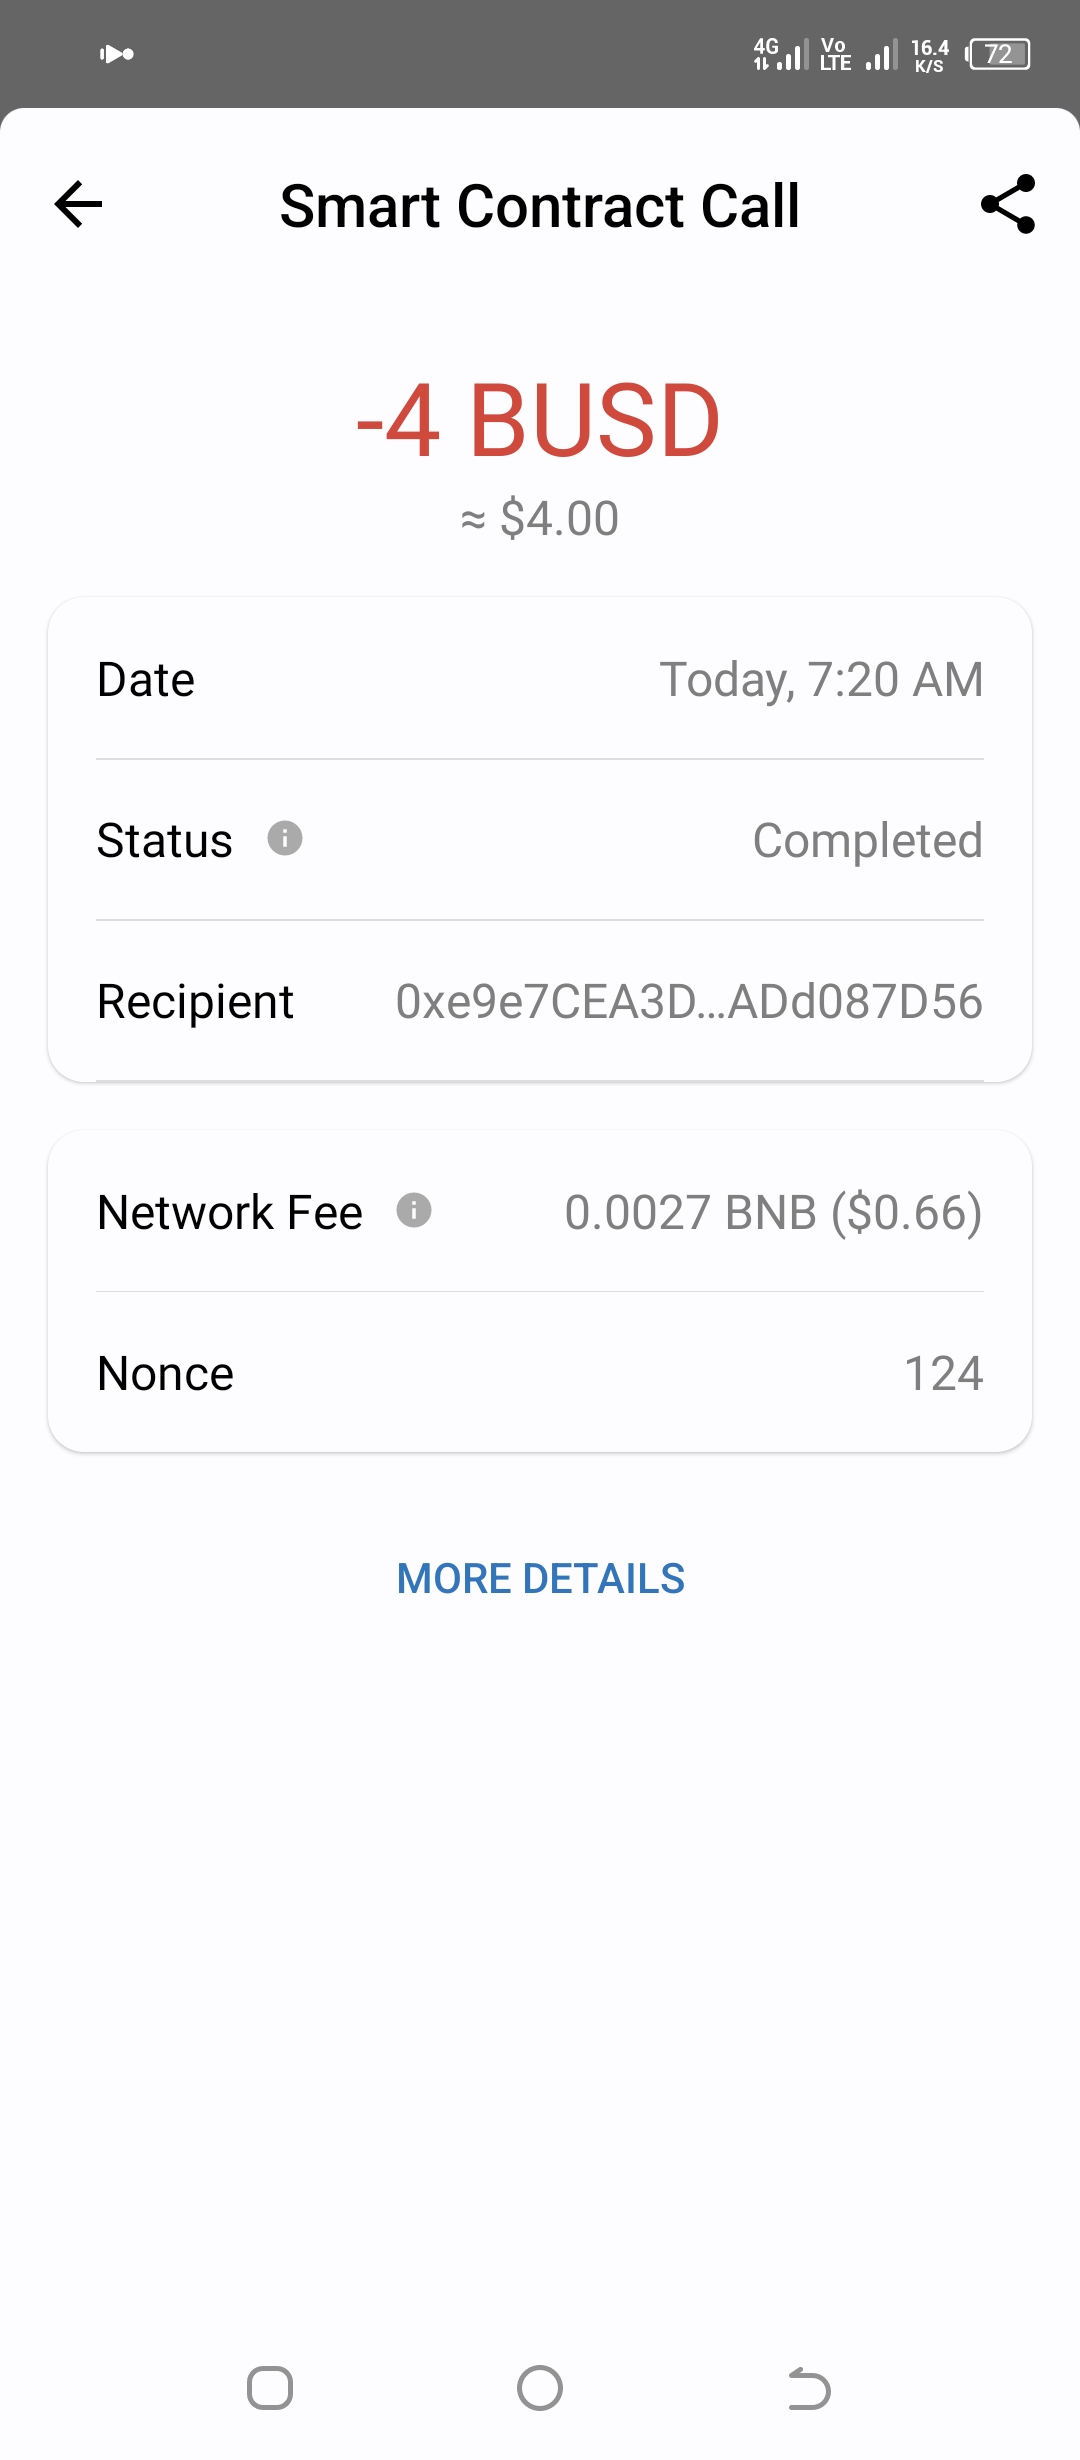 4G Vo LTE 16.4 K/S 72
Smart Contract Call
-4 BUSD
≈ $4.00
Date Today, 7:20 AM
Status Completed
Recipient 0xe9e7CEA3D...ADd087D56
Network Fee 0.0027 BNB ($0.66)
Nonce 124
MORE DETAILS